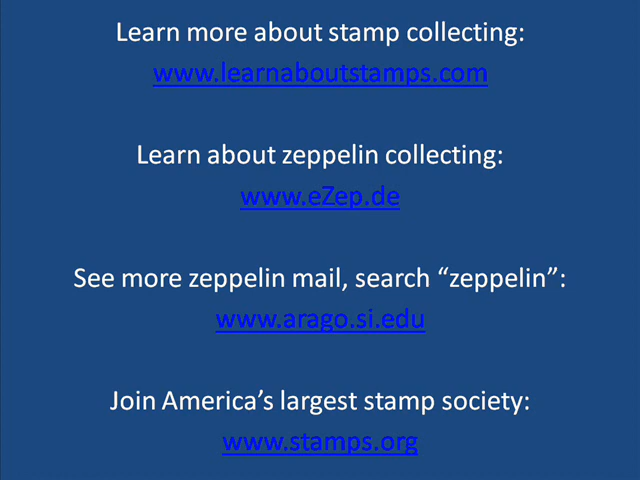 Learn more about stamp collecting:
www.learnaboutstamps.com
Learn about zeppelin collecting:
www.eZep.de
See more zeppelin mail, search “zeppelin”:
www.arago.si.edu
Join America’s largest stamp society:
www.stamps.org